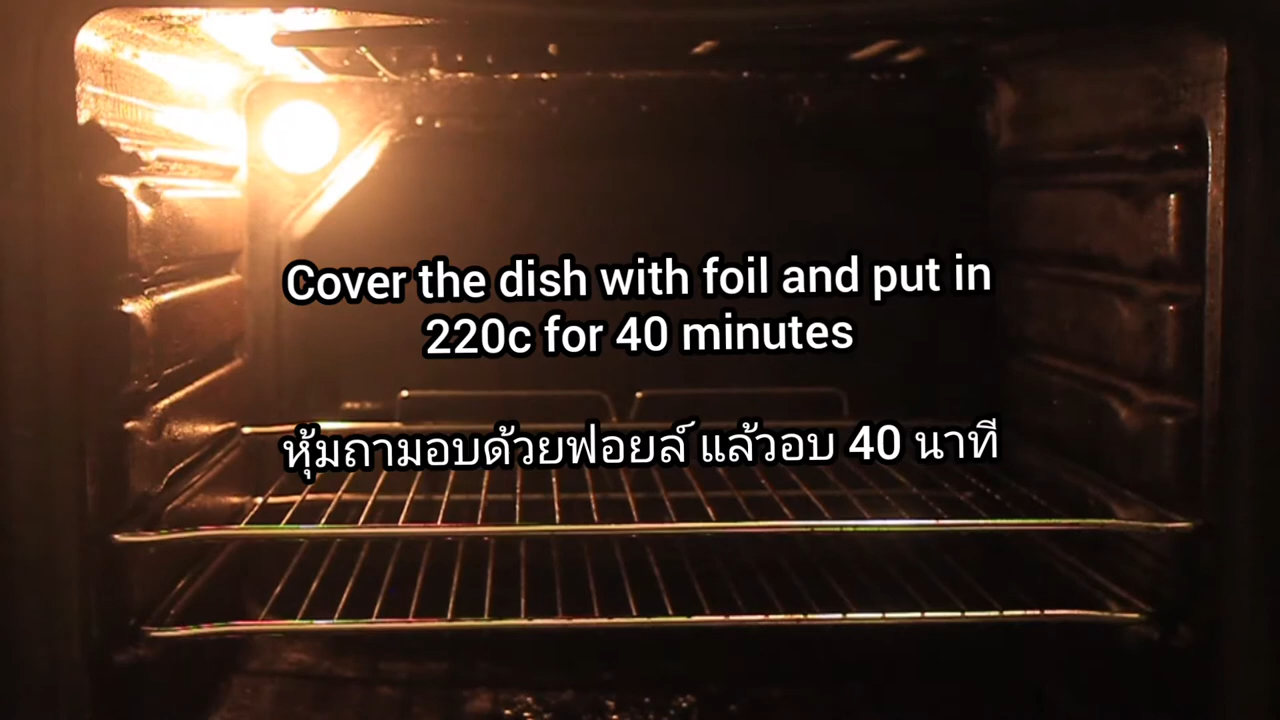 Cover the dish with foil and put in
220c for 40 minutes
หุ้มถามอบด้วยฟอยล์ แล้วอบ 40 นาที